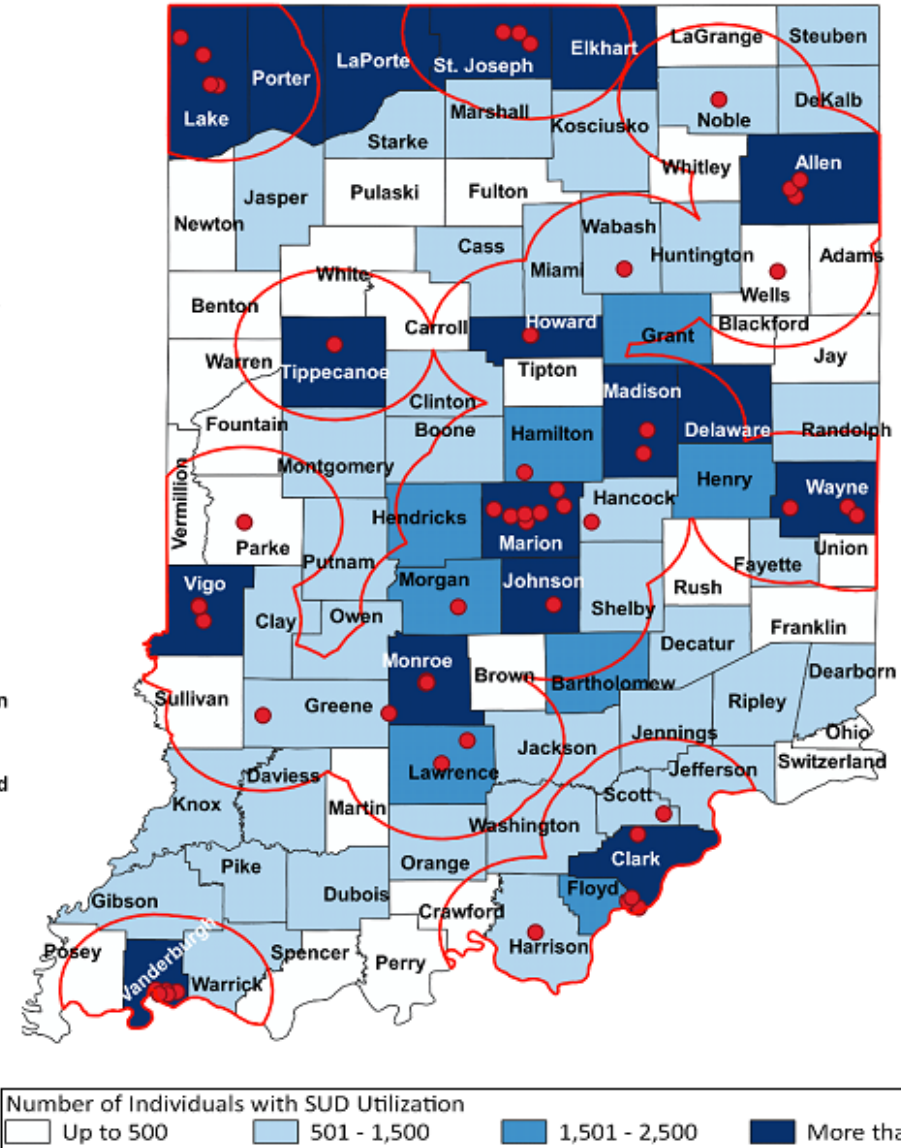 LaGrange
Steuben
Elkhart
LaPorte
St. Joseph
Porter
Lake
Marshall
Noble
DeKalb
Kosciusko
Starke
Allen
Whitley
Pulaski
Fulton
Jasper
Newton
Wabash
Cass
Huntington
Adams
Miami
White
Wells
Benton
Carroll
Howard
Blackford
Grant
Jay
Warren
Tippecanoe
Tipton
Madison
Clinton
Fountain
Boone
Hamilton
Delaware
Randolph
Montgomery
Henry
Wayne
Vermillion
Hendricks
Hancock
Parke
Marion
Union
Putnam
Fayette
Vigo
Morgan
Johnson
Rush
Clay
Owen
Shelby
Franklin
Decatur
Monroe
Brown
Dearborn
Sullivan
Bartholomew
n
Greene
Ripley
Jennings
Ohio
Jackson
Switzerland
Daviess
Lawrence
Jefferson
d
Knox
Martin
Scott
Washington
Pike
Orange
Clark
Gibson
Dubois
Floyd
Crawford
Harrison
Posey
Vanderburgh
Spencer
Perry
Warrick
Number of Individuals with SUD Utilization
Up to 500 501 - 1,500 1,501 - 2,500 More tha